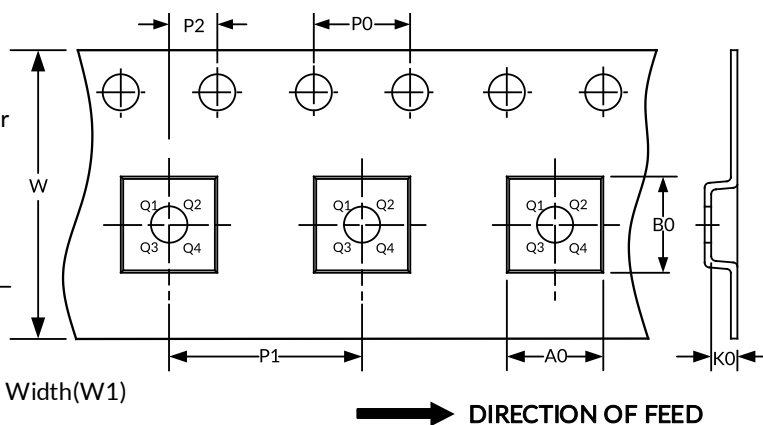 P2
P0
r
W
Q1 Q2
Q3 Q4
Q1 Q2
Q3 Q4
Q1 Q2
Q3 Q4
B0
P1
A0
K0
Width(W1)
DIRECTION OF FEED